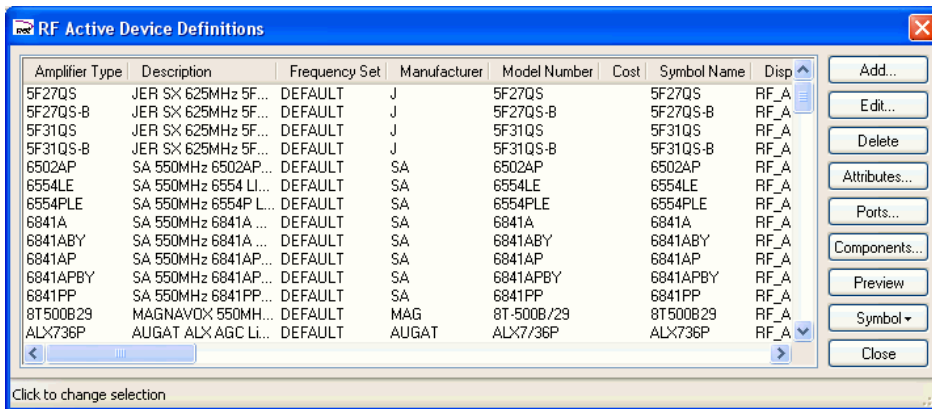 RF Active Device Definitions
Amplifier Type Description Frequency Set Manufacturer Model Number Cost Symbol Name Disp
5F27QS JER SX 625MHz 5F... DEFAULT J 5F27QS 5F27QS RF_A
5F27QS-B JER SX 625MHz 5F... DEFAULT J 5F27QS-B 5F27QS-B RF_A
5F31QS JER SX 625MHz 5F... DEFAULT J 5F31QS 5F31QS RF_A
5F31QS-B JER SX 625MHz 5F... DEFAULT J 5F31QS-B 5F31QS-B RF_A
6502AP SA 550MHz 6502AP... DEFAULT SA 6502AP 6502AP RF_A
6554LE SA 550MHz 6554 LI... DEFAULT SA 6554LE 6554LE RF_A
6554PLE SA 550MHz 6554P L... DEFAULT SA 6554PLE 6554PLE RF_A
6841A SA 550MHz 6841A ... DEFAULT SA 6841A 6841A RF_A
6841ABY SA 550MHz 6841A ... DEFAULT SA 6841ABY 6841ABY RF_A
6841AP SA 550MHz 6841AP... DEFAULT SA 6841AP 6841AP RF_A
6841APBY SA 550MHz 6841AP... DEFAULT SA 6841APBY 6841APBY RF_A
6841PP SA 550MHz 6841PP... DEFAULT SA 6841PP 6841PP RF_A
8T500B29 MAGNAVOX 550MH... DEFAULT MAG 8T-500B/29 8T500B29 RF_A
ALX736P AUGAT ALX AGC Li... DEFAULT AUGAT ALX7/36P ALX736P RF_A
Add...
Edit...
Delete
Attributes...
Ports...
Components...
Preview
Symbol
Close
Click to change selection